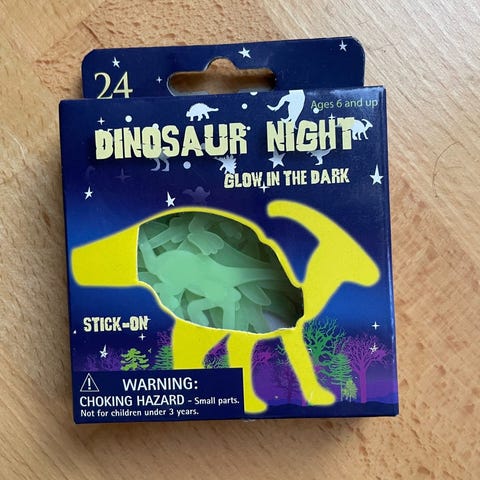 24
Ages 6 and up
DINOSAUR NIGHT
GLOW IN THE DARK
STICK-ON
WARNING:
CHOKING HAZARD - Small parts.
Not for children under 3 years.